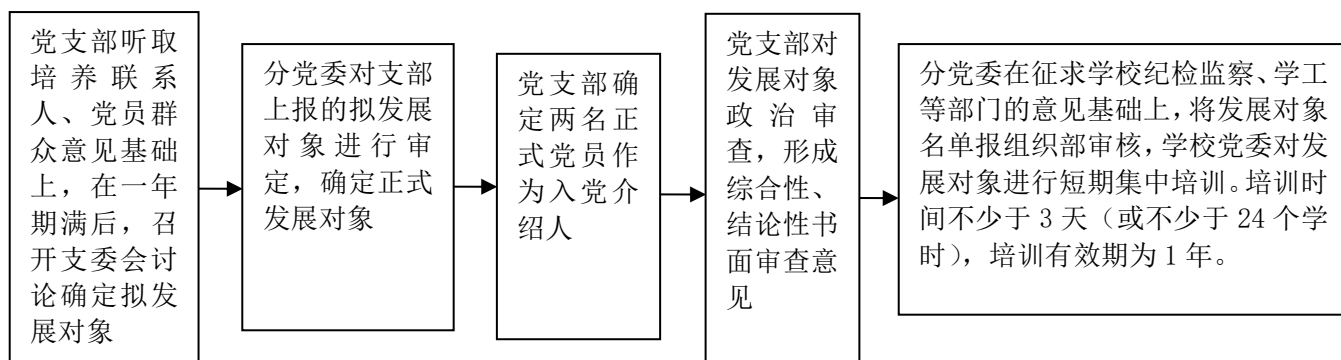 党支部听取
培养联系
人、党员群
众意见基础
上，在一年
期满后，召
开支委会讨
论确定拟发
展对象
分党委对支部
上报的拟发展
对象进行审
定，确定正式
发展对象
党支部确
定两名正
式党员作
为入党介
绍人
党支部对
发展对象
政治审
查，形成
综合性、
结论性书
面审查意
见
分党委在征求学校纪检监察、学工
等部门的意见基础上，将发展对象
名单报组织部审核，学校党委对发
展对象进行短期集中培训。培训时
间不少于 3 天（或不少于 24 个学
时），培训有效期为 1 年。